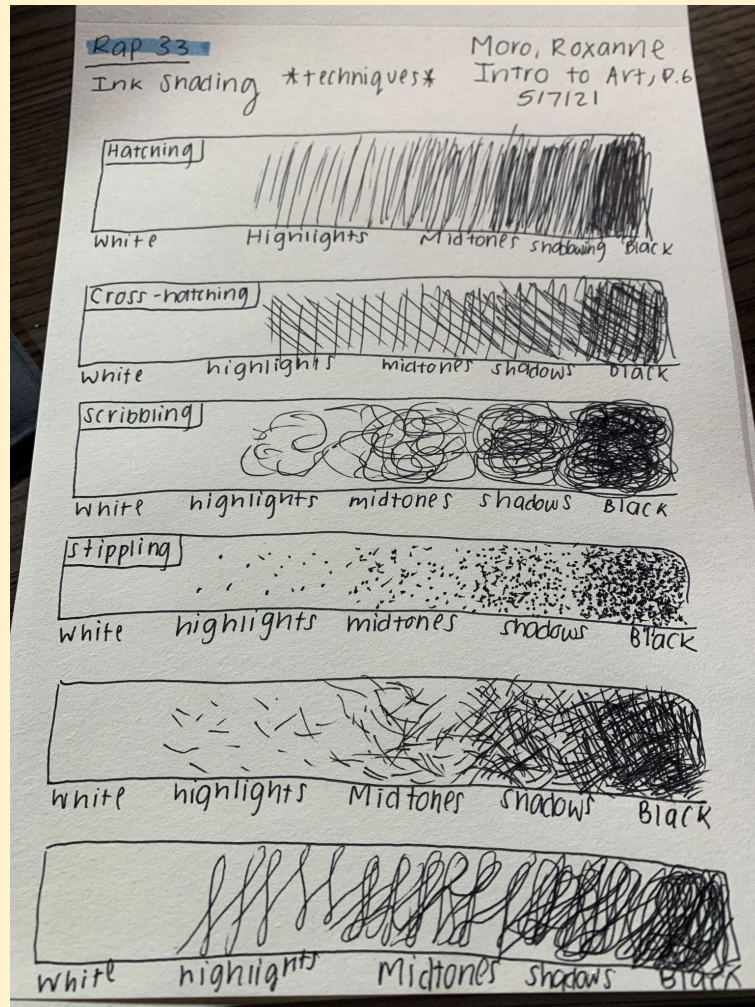 Rap 33
Moro, Roxanne
Ink Shading *techniques*
Intro to Art, P.6
5/7/21
Hatching
White Highlights Midtones shadowing Black
Cross-hatching
White highlights midtones shadows black
scribbling
White highlights midtones shadows Black
stippling
White highlights midtones shadows Black
White highlights Midtones shadows Black
White highlights Midtones shadows Black